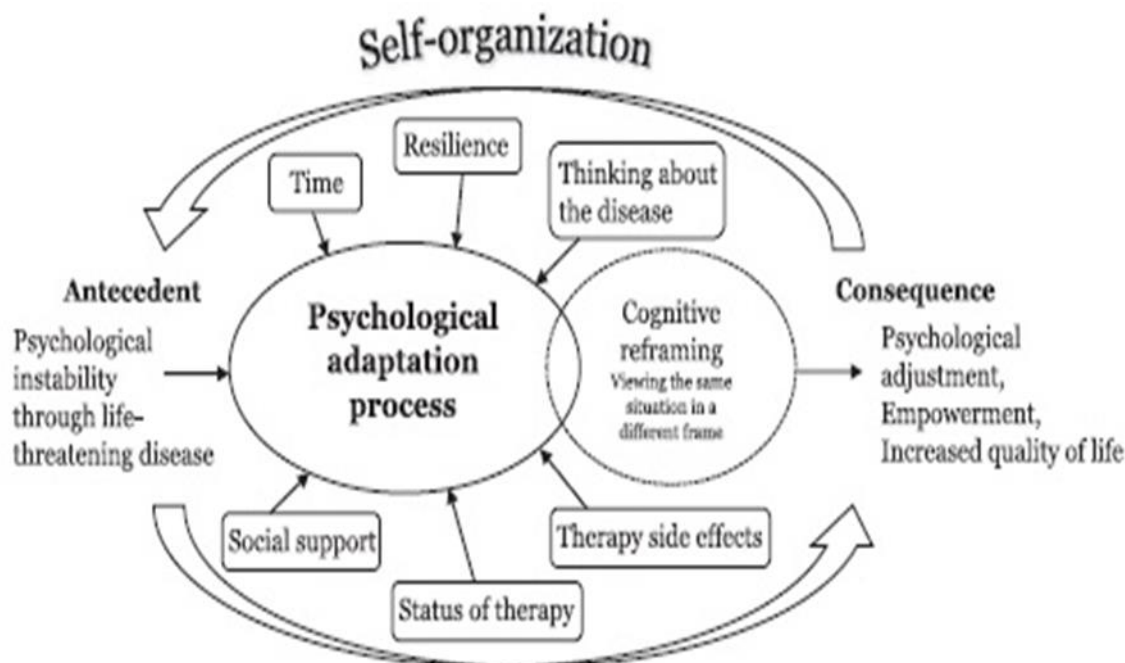 Self-organization
Resilience
Time
Thinking about
the disease
Antecedent
Psychological
instability
through life-
threatening disease
Psychological
adaptation
process
Cognitive
reframing
Viewing the same
situation in a
different frame
Consequence
Psychological
adjustment,
Empowerment,
Increased quality of life
Social support
Therapy side effects
Status of therapy